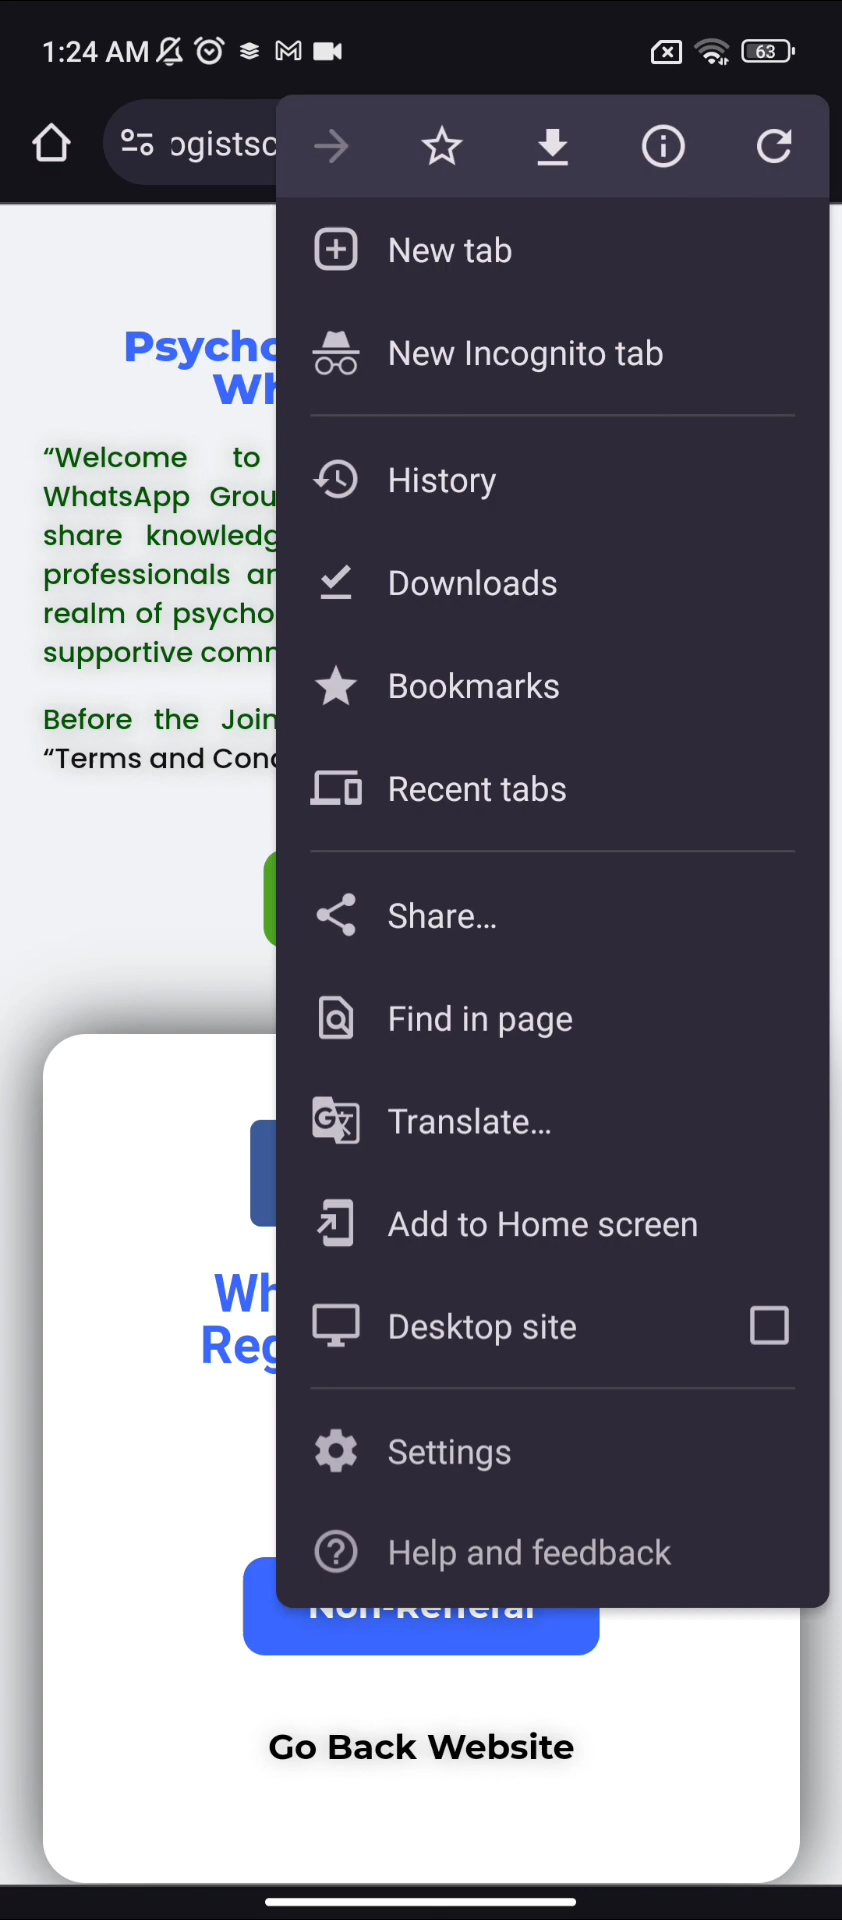 1:24 AM
63
ogistsc
New tab
New Incognito tab
History
Downloads
Bookmarks
Recent tabs
Share...
Find in page
Translate...
Add to Home screen
Desktop site
Settings
Help and feedback
Psycho
Wh
“Welcome to
WhatsApp Grou
share knowledg
professionals ar
realm of psycho
supportive comm
Before the Join
“Terms and Cond
Wh
Reg
Non-Referral
Go Back Website